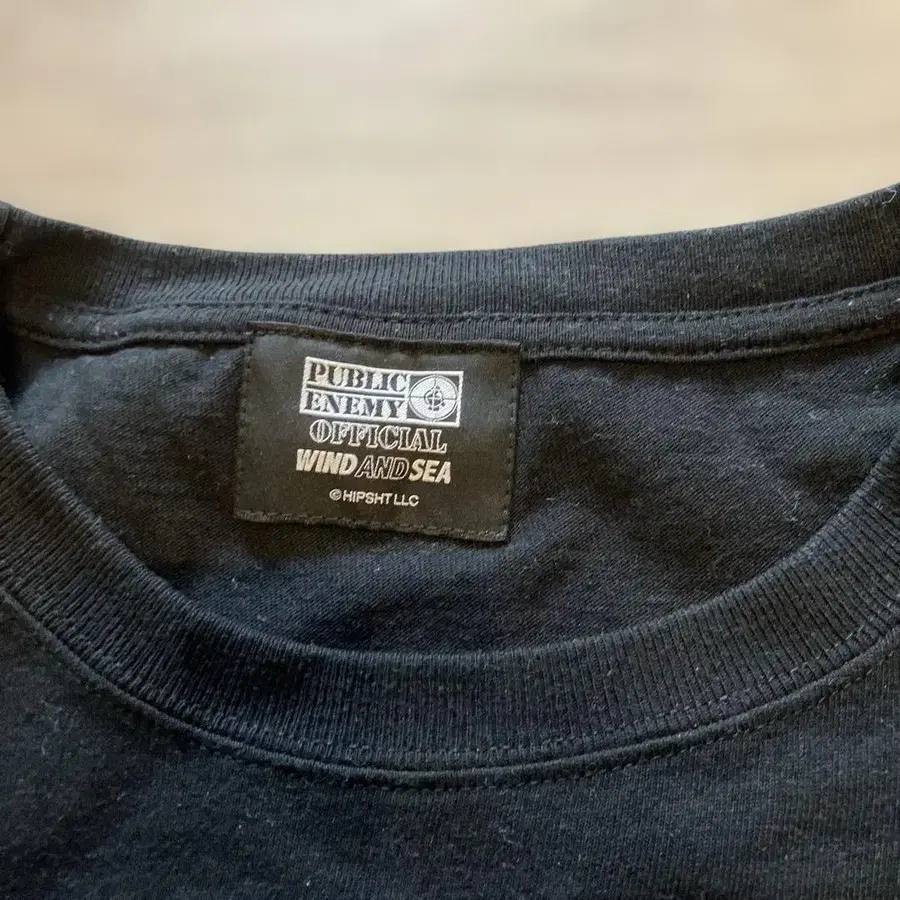 PUBLIC
ENEMY
OFFICIAL
WIND AND SEA
©HIPSHT LLC